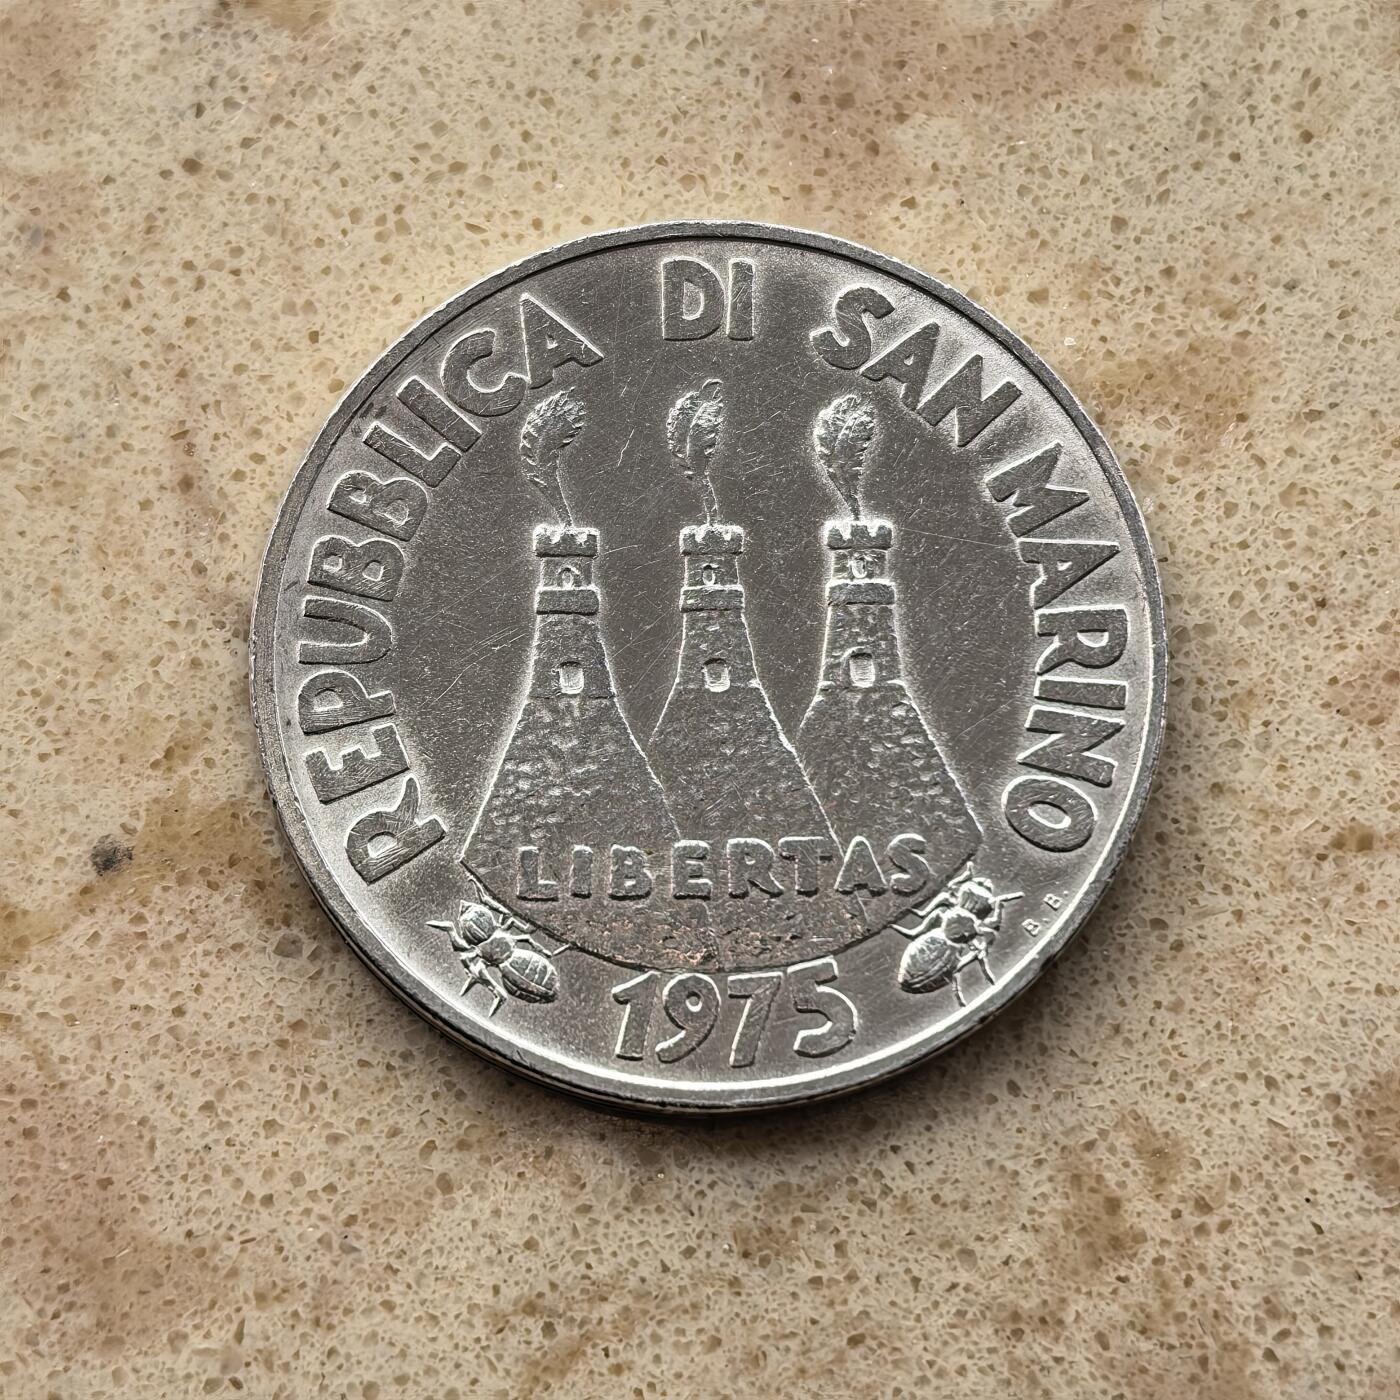 REPUBBLICA DI SAN MARINO
LIBERTAS
1975
B. B.